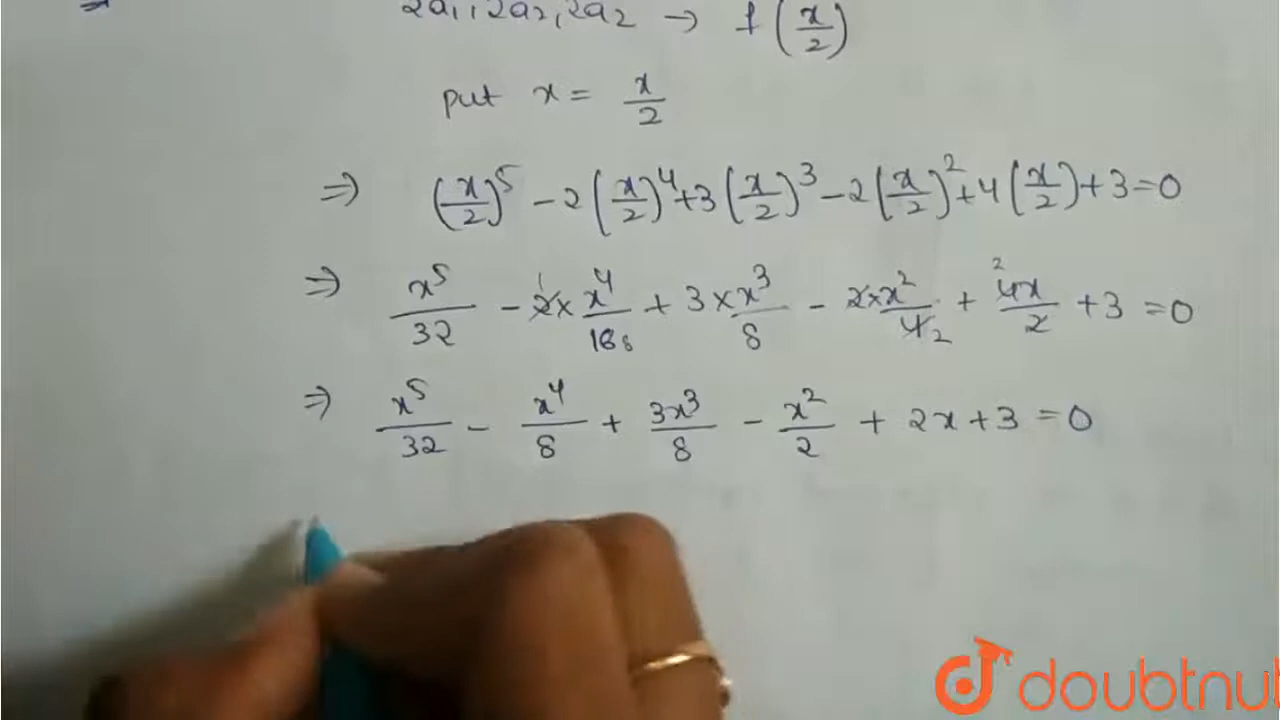 ⇒ 2a₁, 2a₂, 2a₂ → f(x/2)
put x = x/2
⇒ (x/2)⁵ - 2(x/2)⁴ + 3(x/2)³ - 2(x/2)² + 4(x/2) + 3 = 0
⇒ x⁵/32 - 2 × x⁴/16 + 3 × x³/8 - 2 × x²/4 + 4x/2 + 3 = 0
⇒ x⁵/32 - x⁴/8 + 3x³/8 - x²/2 + 2x + 3 = 0
doubtnut